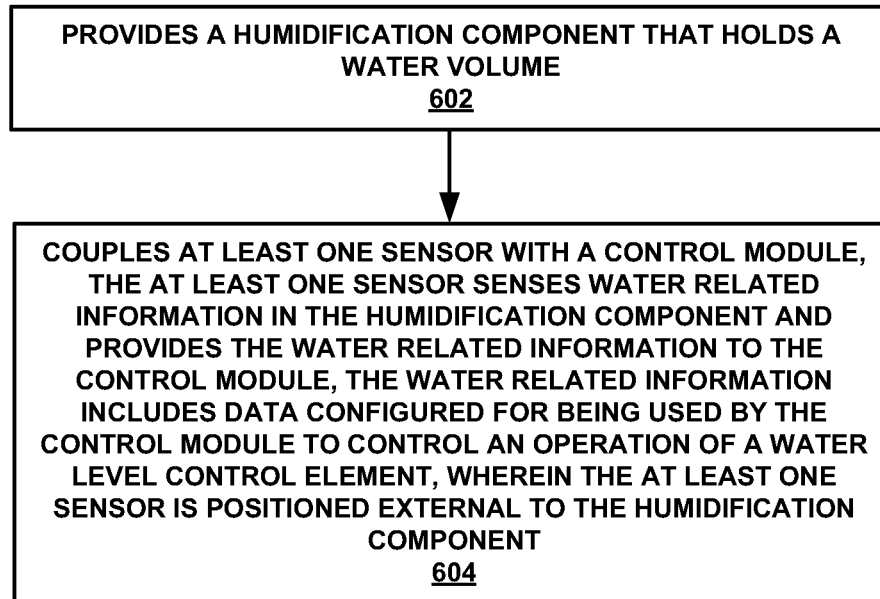 PROVIDES A HUMIDIFICATION COMPONENT THAT HOLDS A
WATER VOLUME
602
COUPLES AT LEAST ONE SENSOR WITH A CONTROL MODULE,
THE AT LEAST ONE SENSOR SENSES WATER RELATED
INFORMATION IN THE HUMIDIFICATION COMPONENT AND
PROVIDES THE WATER RELATED INFORMATION TO THE
CONTROL MODULE, THE WATER RELATED INFORMATION
INCLUDES DATA CONFIGURED FOR BEING USED BY THE
CONTROL MODULE TO CONTROL AN OPERATION OF A WATER
LEVEL CONTROL ELEMENT, WHEREIN THE AT LEAST ONE
SENSOR IS POSITIONED EXTERNAL TO THE HUMIDIFICATION
COMPONENT
604